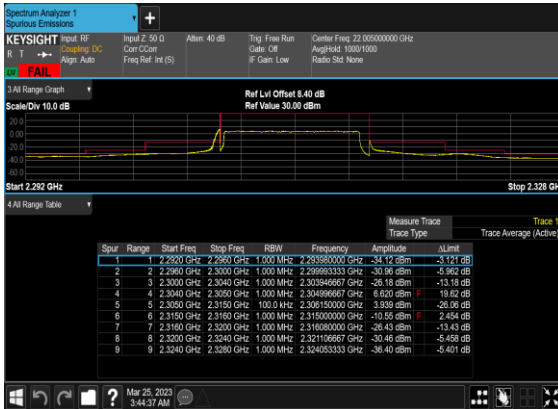 Spectrum Analyzer 1
Spurious Emissions
KEYSIGHT Input: RF Input Z: 50 Ω Atten: 40 dB Trig: Free Run Center Freq: 22.005000000 GHz
R T Coupling: DC Corr CCorr Gate: Off Avg|Hold: 1000/1000
Align: Auto Freq Ref: Int (S) IF Gain: Low Radio Std: None
FAIL
3 All Range Graph
Ref Lvl Offset 8.40 dB
Scale/Div 10.0 dB Ref Value 30.00 dBm
20.0
0.00
-20.0
-40.0
-60.0
Start 2.292 GHz Stop 2.328 GH
4 All Range Table
Measure Trace Trace 1
Trace Type Trace Average (Active)
Spur Range Start Freq Stop Freq RBW Frequency Amplitude ΔLimit
1 1 2.2920 GHz 2.2960 GHz 1.000 MHz 2.293980000 GHz -34.12 dBm -3.121 dB
2 2 2.2960 GHz 2.3000 GHz 1.000 MHz 2.299993333 GHz -30.96 dBm -5.962 dB
3 3 2.3000 GHz 2.3040 GHz 1.000 MHz 2.303946667 GHz -26.18 dBm -13.18 dB
4 4 2.3040 GHz 2.3050 GHz 1.000 MHz 2.304996667 GHz 6.620 dBm F 19.62 dB
5 5 2.3050 GHz 2.3150 GHz 100.0 kHz 2.306150000 GHz 3.939 dBm -26.06 dB
6 6 2.3150 GHz 2.3160 GHz 1.000 MHz 2.315000000 GHz -10.55 dBm F 2.454 dB
7 7 2.3160 GHz 2.3200 GHz 1.000 MHz 2.316080000 GHz -26.43 dBm -13.43 dB
8 8 2.3200 GHz 2.3240 GHz 1.000 MHz 2.321106667 GHz -30.46 dBm -5.458 dB
9 9 2.3240 GHz 2.3280 GHz 1.000 MHz 2.324053333 GHz -36.40 dBm -5.401 dB
Mar 25, 2023
3:44:37 AM